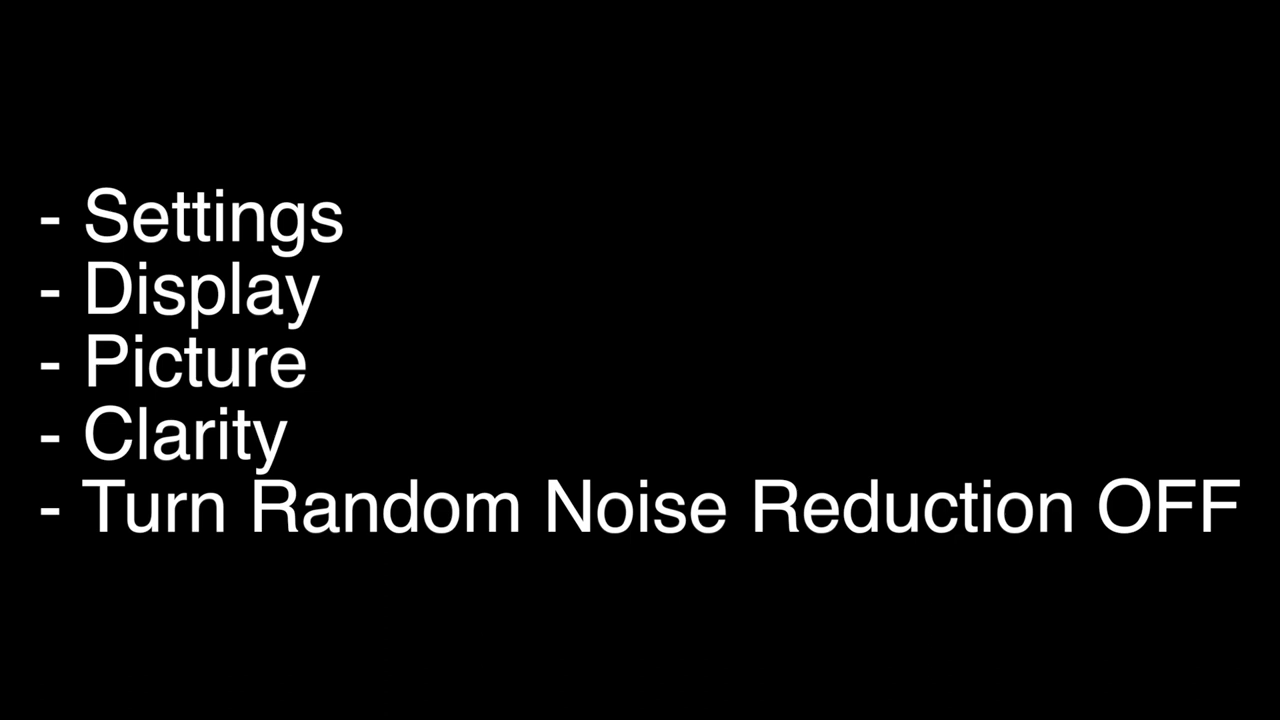 - Settings
- Display
- Picture
- Clarity
- Turn Random Noise Reduction OFF